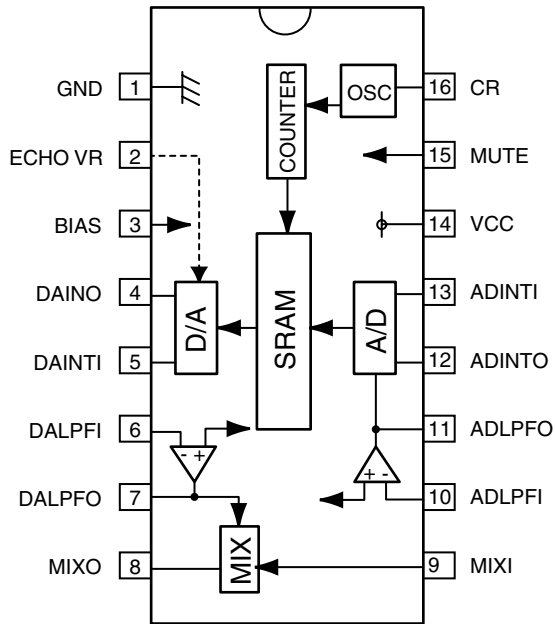 GND 1
ECHO VR 2
BIAS 3
DAINO 4
DAINTI 5
DALPFI 6
DALPFO 7
MIXO 8
COUNTER
OSC
D/A
SRAM
A/D
- +
+ -
MIX
16 CR
15 MUTE
14 VCC
13 ADINTI
12 ADINTO
11 ADLPFO
10 ADLPFI
9 MIXI